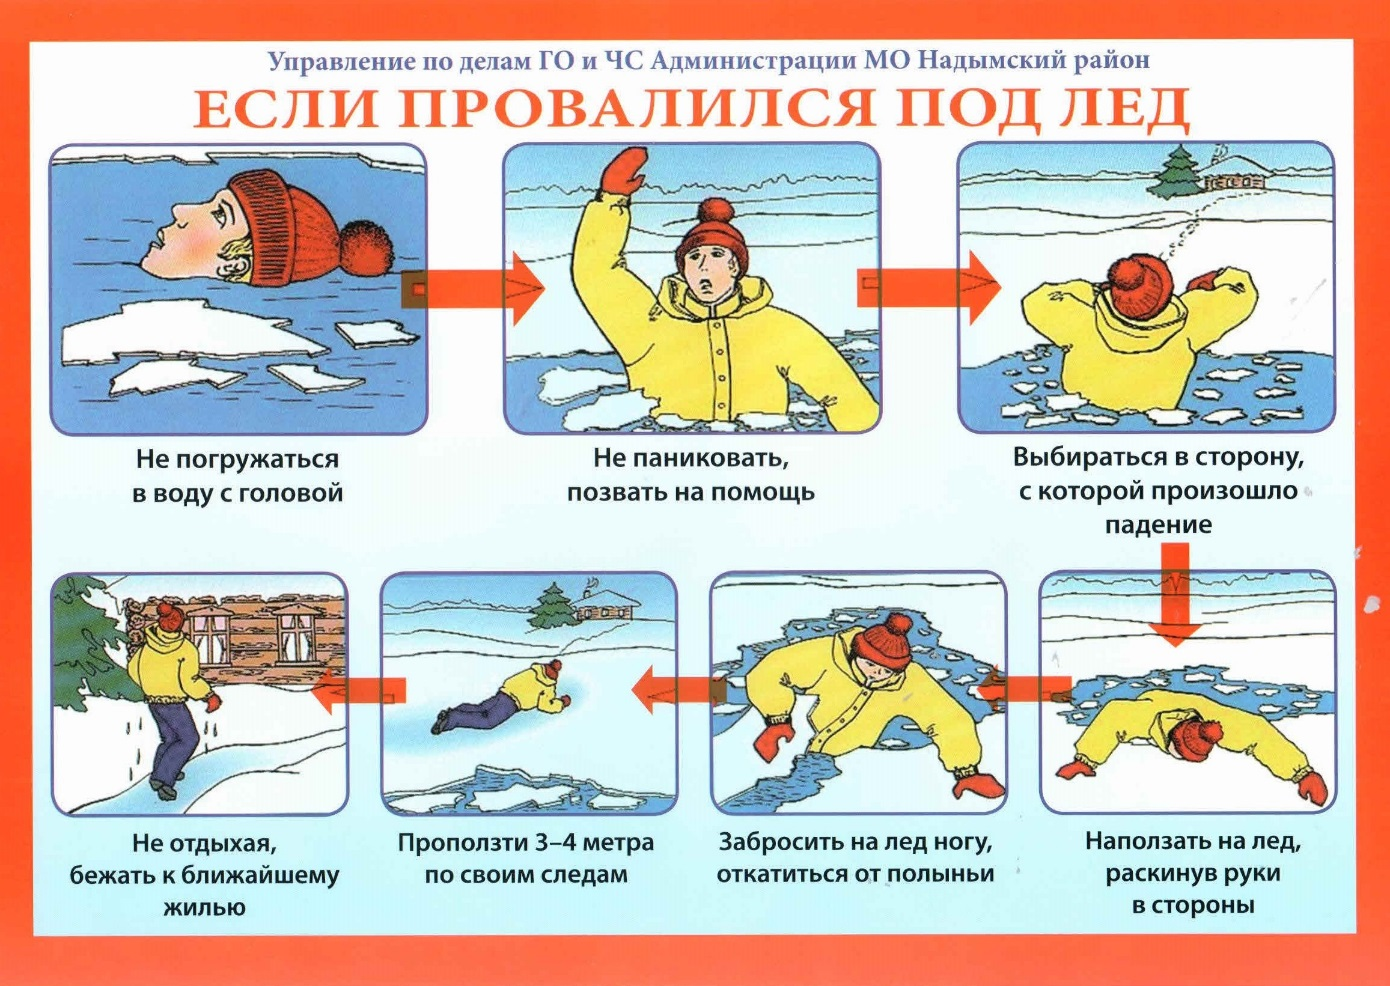 Управление по делам ГО и ЧС Администрации МО Надымский район
ЕСЛИ ПРОВАЛИЛСЯ ПОД ЛЕД
Не погружаться
в воду с головой
Не паниковать,
позвать на помощь
Выбираться в сторону,
с которой произошло
падение
Наползать на лед,
раскинув руки
в стороны
Забросить на лед ногу,
откатиться от полыньи
Проползти 3–4 метра
по своим следам
Не отдыхая,
бежать к ближайшему
жилью